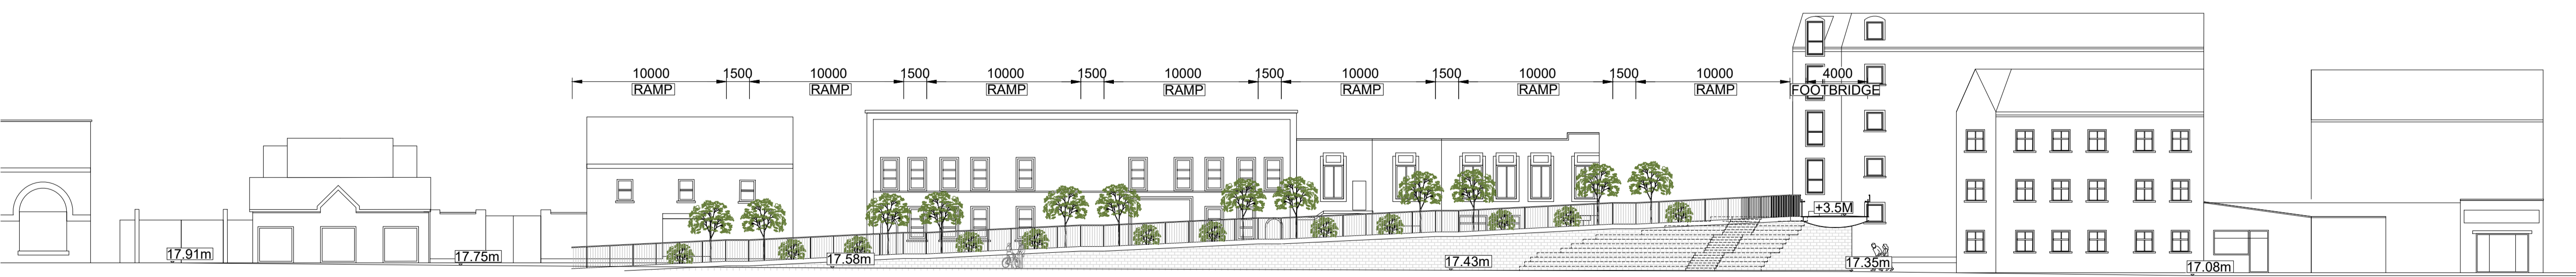 10000 1500 10000 1500 10000 1500 10000 1500 10000 1500 10000 1500 10000 4000
RAMP RAMP RAMP RAMP RAMP RAMP RAMP FOOTBRIDGE
+3.5M
17.91m 17.75m 17.58m 17.43m 17.35m 17.08m